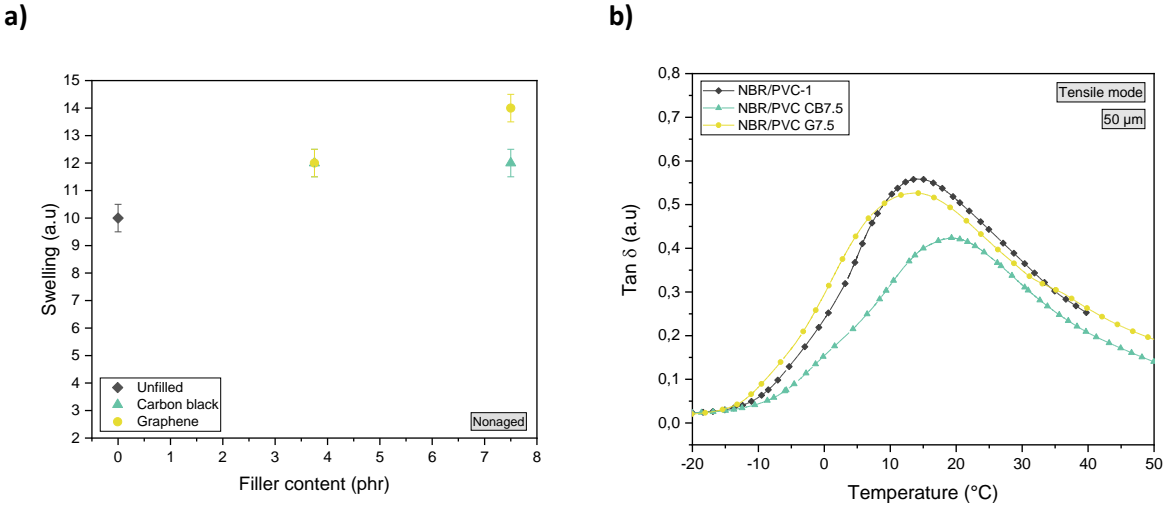 a)
15
14
13
12
11
10
9
8
7
6
5
4
3
2
Swelling (a.u)
Unfilled
Carbon black
Graphene
Nonaged
0 1 2 3 4 5 6 7 8
Filler content (phr)
b)
0,8
0,7
0,6
0,5
0,4
0,3
0,2
0,1
0,0
Tan δ (a.u)
NBR/PVC-1
NBR/PVC CB7.5
NBR/PVC G7.5
Tensile mode
50 µm
-20 -10 0 10 20 30 40 50
Temperature (°C)